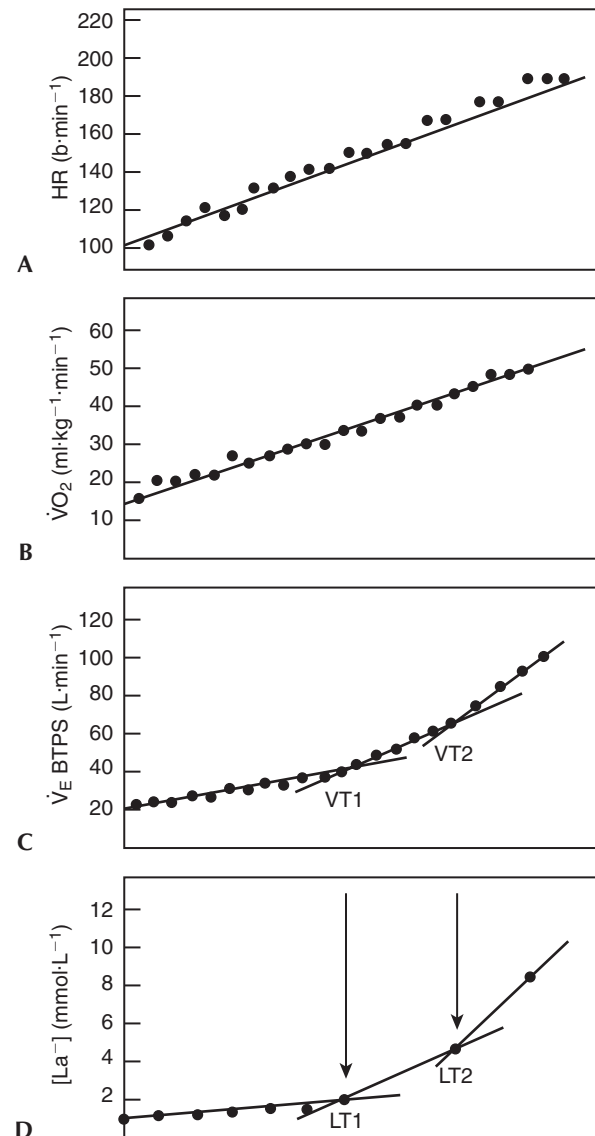 220
200
180
160
140
120
100
HR (b·min⁻¹)
A
60
50
40
30
20
10
V̇O₂ (ml·kg⁻¹·min⁻¹)
B
120
100
80
60
40
20
V̇E BTPS (L·min⁻¹)
VT1
VT2
C
12
10
8
6
4
2
[La⁻] (mmol·L⁻¹)
LT1
LT2
D